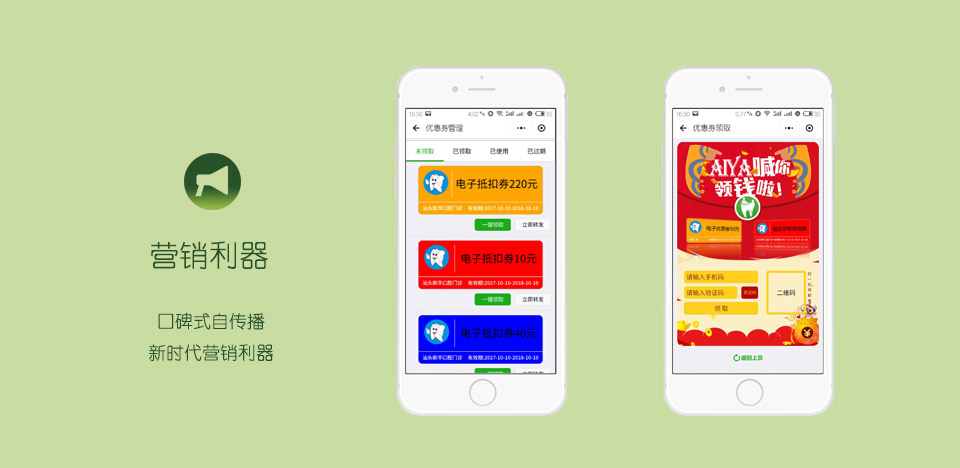 营销利器
口碑式自传播
新时代营销利器
16:50
4.02
35
优惠券管理
未领取 已领取 已使用 已过期
电子抵扣券220元
汕头新华口腔门诊 有效期:2017-10-10-2018-10-10
一键领取 立即转发
电子抵扣券10元
汕头新华口腔门诊 有效期:2017-10-10-2018-10-10
一键领取 立即转发
电子抵扣券40元
汕头新华口腔门诊 有效期:2017-10-10-2018-10-10
一键领取 立即转发
16:50
0.77
35
优惠券领取
AIYA喊你
领钱啦!
电子优惠券50元
请输入手机码
请输入验证码
验证码
领取
二维码
返回上页